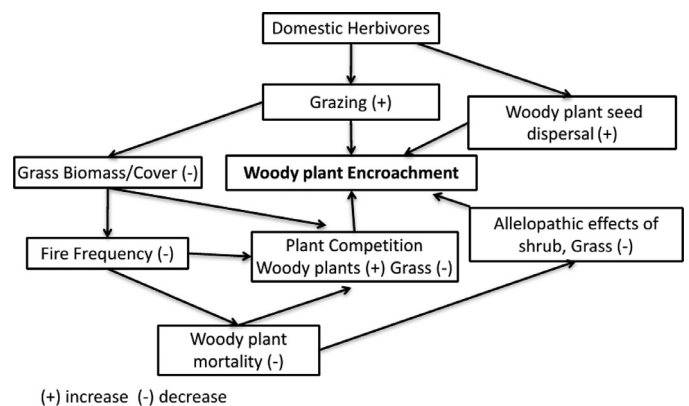 Domestic Herbivores
Grazing (+)
Woody plant seed
dispersal (+)
Grass Biomass/Cover (-)
Woody plant Encroachment
Allelopathic effects of
shrub, Grass (-)
Fire Frequency (-)
Plant Competition
Woody plants (+) Grass (-)
Woody plant
mortality (-)
(+) increase (-) decrease